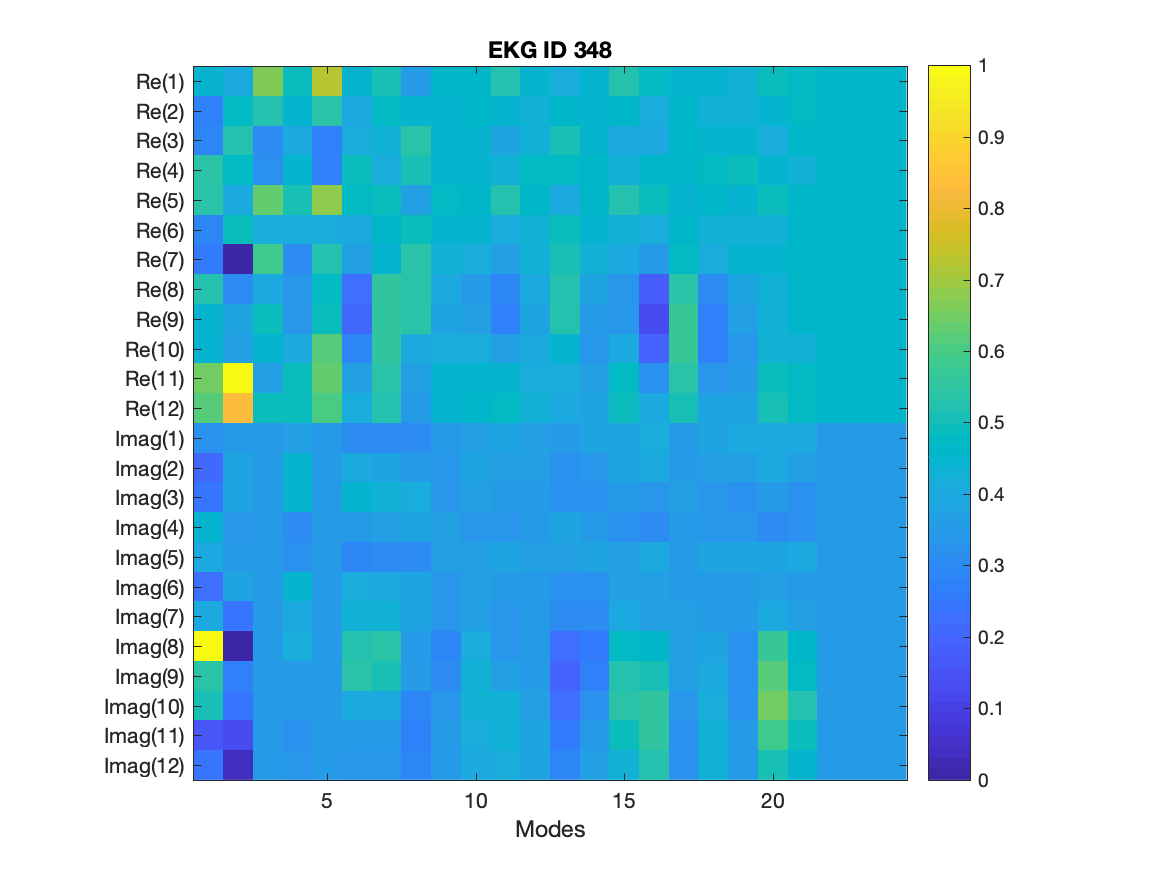 EKG ID 348
Re(1)
Re(2)
Re(3)
Re(4)
Re(5)
Re(6)
Re(7)
Re(8)
Re(9)
Re(10)
Re(11)
Re(12)
Imag(1)
Imag(2)
Imag(3)
Imag(4)
Imag(5)
Imag(6)
Imag(7)
Imag(8)
Imag(9)
Imag(10)
Imag(11)
Imag(12)
5 10 15 20
Modes
1
0.9
0.8
0.7
0.6
0.5
0.4
0.3
0.2
0.1
0